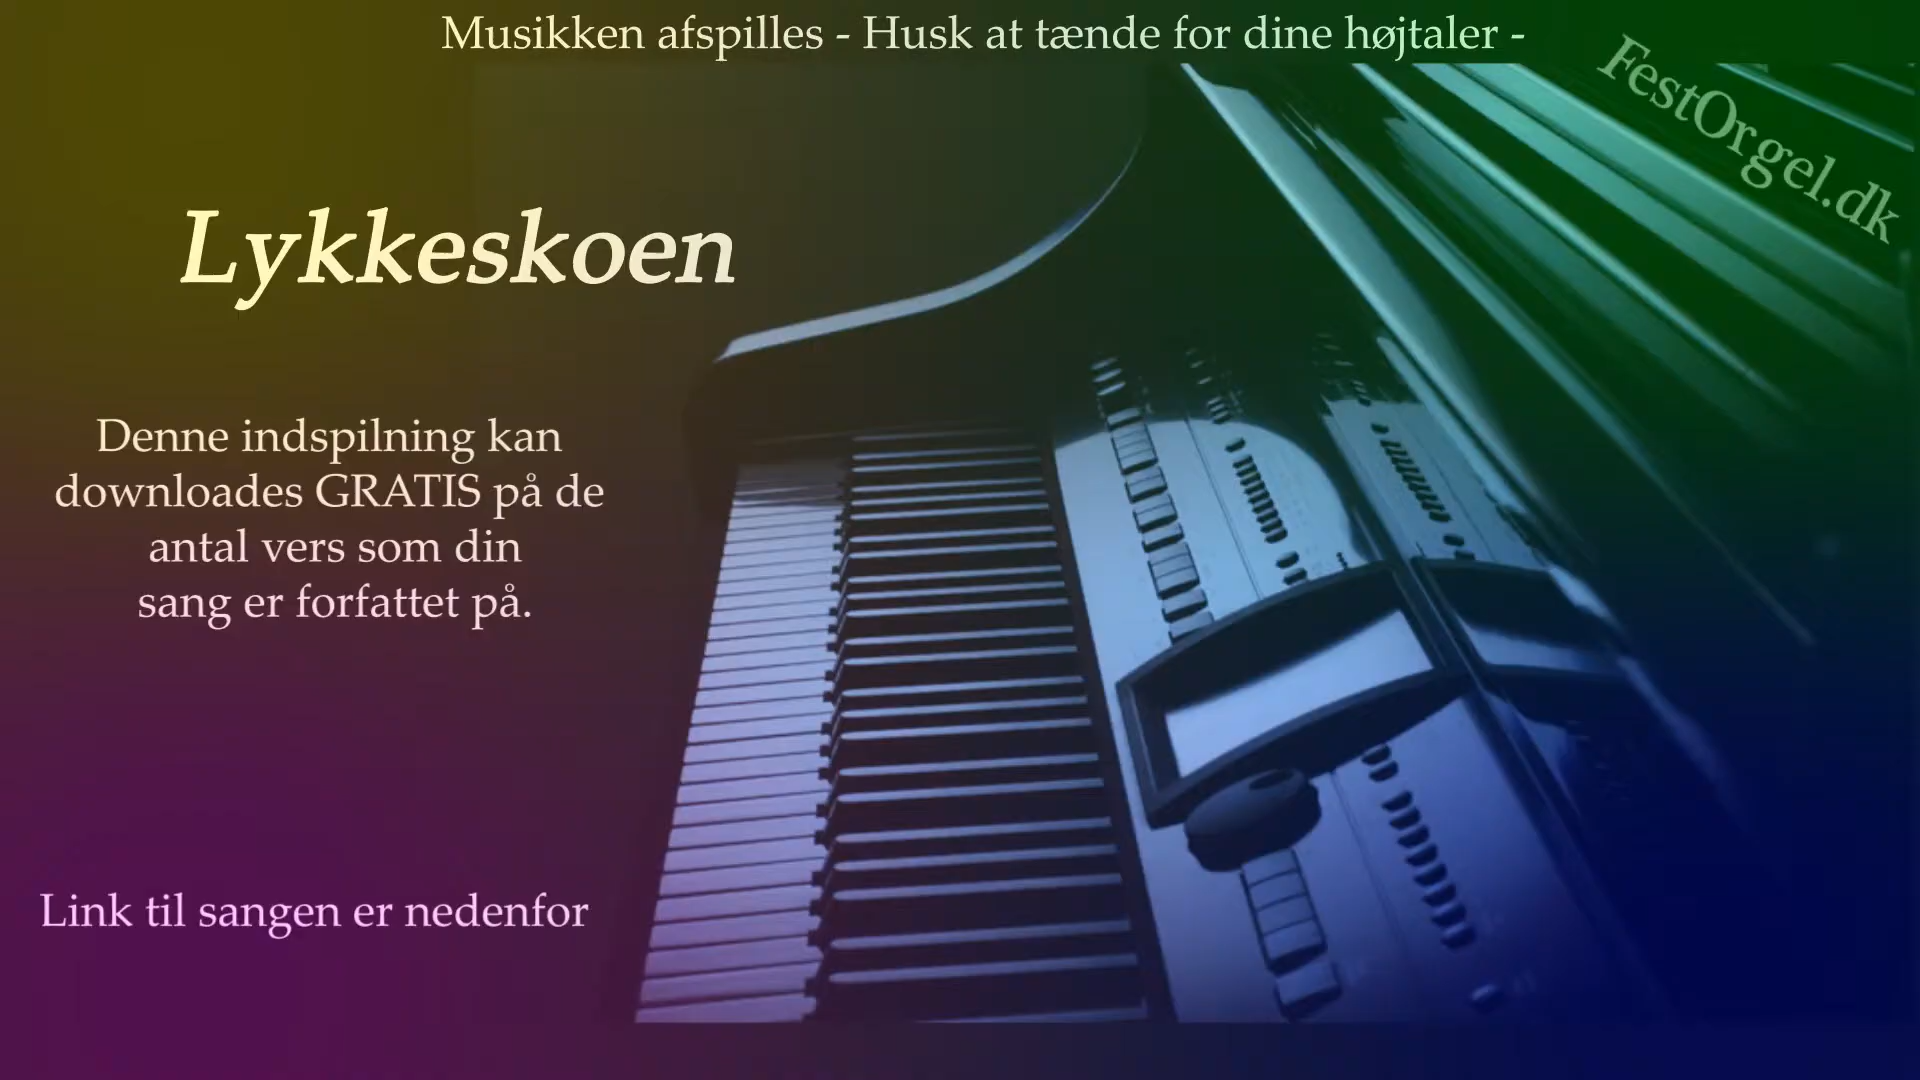 Musikken afspilles - Husk at tænde for dine højtaler -
FestOrgel.dk
Lykkeskoen
Denne indspilning kan
downloades GRATIS på de
antal vers som din
sang er forfattet på.
Link til sangen er nedenfor